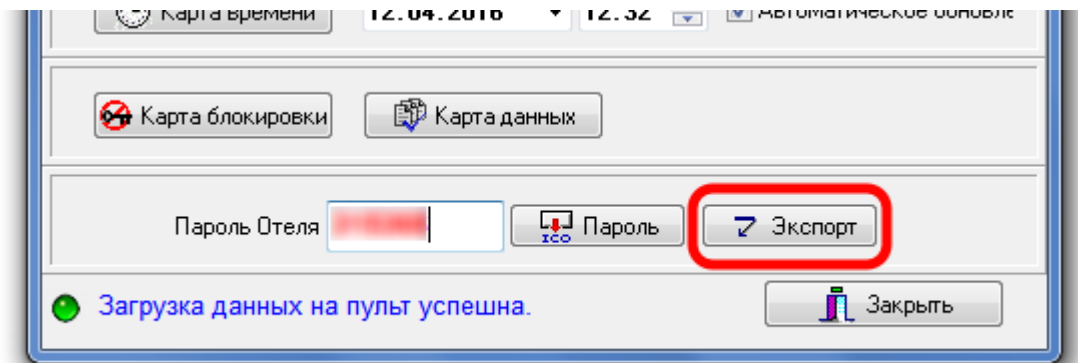 Карта времени 12.04.2016 12:32 Автоматическое обновле
Карта блокировки Карта данных
Пароль Отеля ICO Пароль Экспорт
Загрузка данных на пульт успешна. Закрыть